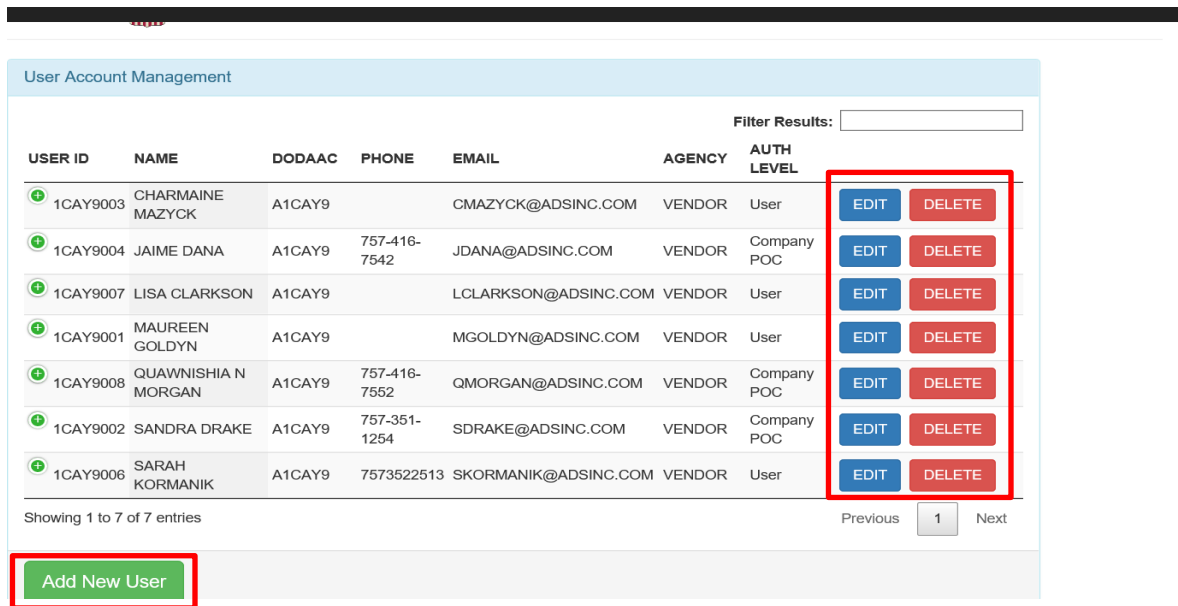 User Account Management
Filter Results:
USER ID NAME DODAAC PHONE EMAIL AGENCY AUTH LEVEL
1CAY9003 CHARMAINE MAZYCK A1CAY9 CMAZYCK@ADSINC.COM VENDOR User EDIT DELETE
1CAY9004 JAIME DANA A1CAY9 757-416-7542 JDANA@ADSINC.COM VENDOR Company POC EDIT DELETE
1CAY9007 LISA CLARKSON A1CAY9 LCLARKSON@ADSINC.COM VENDOR User EDIT DELETE
1CAY9001 MAUREEN GOLDYN A1CAY9 MGOLDYN@ADSINC.COM VENDOR User EDIT DELETE
1CAY9008 QUAWNISHIA N MORGAN A1CAY9 757-416-7552 QMORGAN@ADSINC.COM VENDOR Company POC EDIT DELETE
1CAY9002 SANDRA DRAKE A1CAY9 757-351-1254 SDRAKE@ADSINC.COM VENDOR Company POC EDIT DELETE
1CAY9006 SARAH KORMANIK A1CAY9 7573522513 SKORMANIK@ADSINC.COM VENDOR User EDIT DELETE
Showing 1 to 7 of 7 entries Previous 1 Next
Add New User